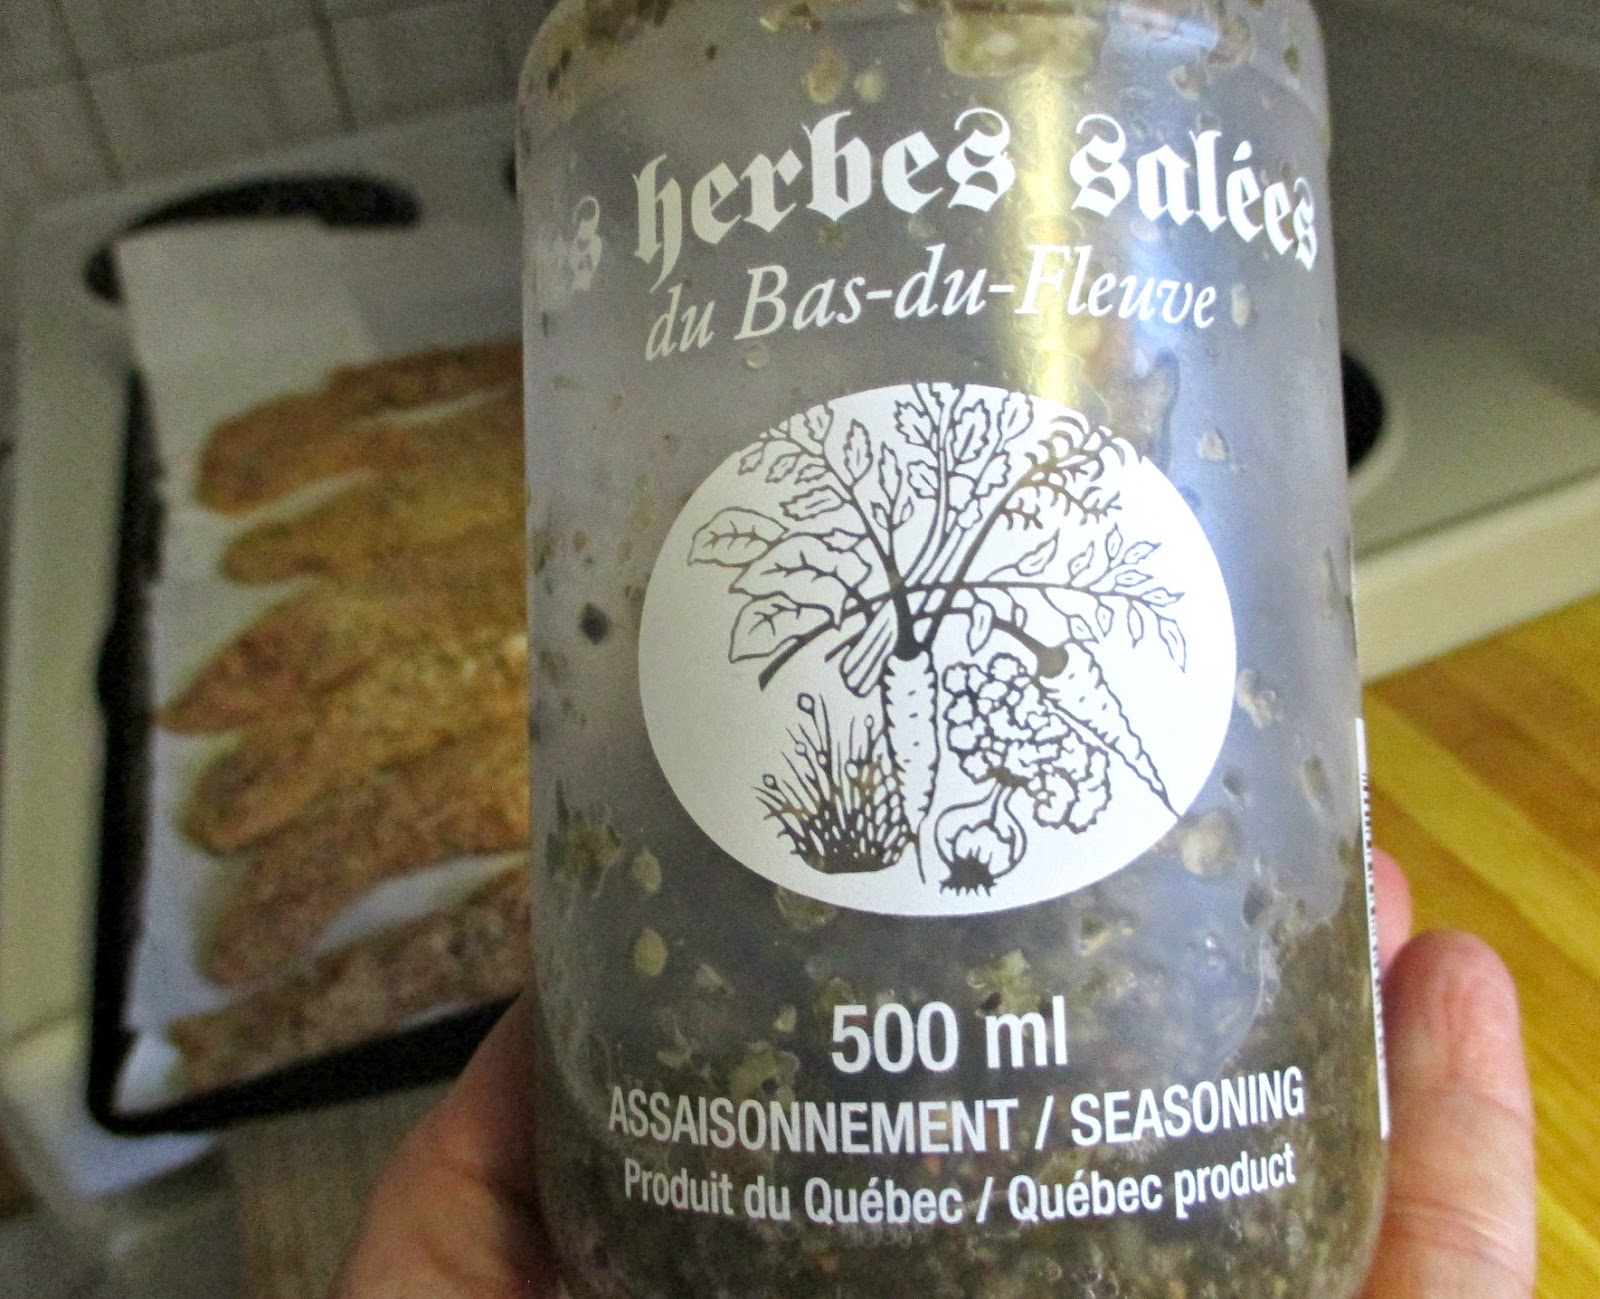 herbes salées
du Bas-du-Fleuve
500 ml
ASSAISONNEMENT / SEASONING
Produit du Québec / Québec product